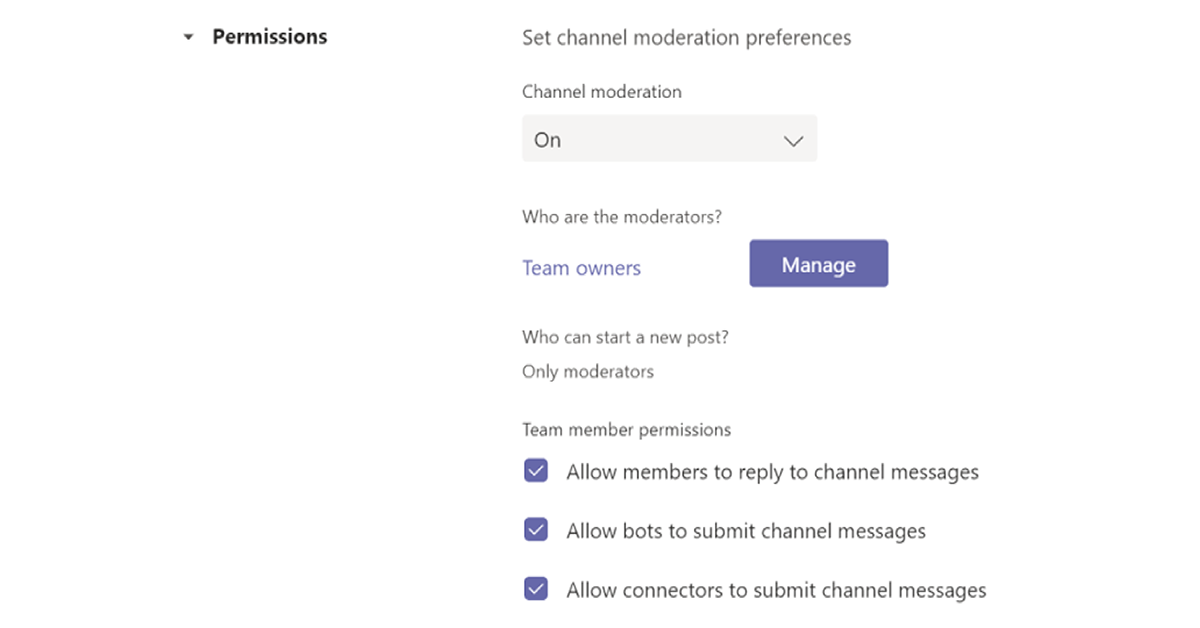 Permissions
Set channel moderation preferences
Channel moderation
On
Who are the moderators?
Team owners
Manage
Who can start a new post?
Only moderators
Team member permissions
Allow members to reply to channel messages
Allow bots to submit channel messages
Allow connectors to submit channel messages